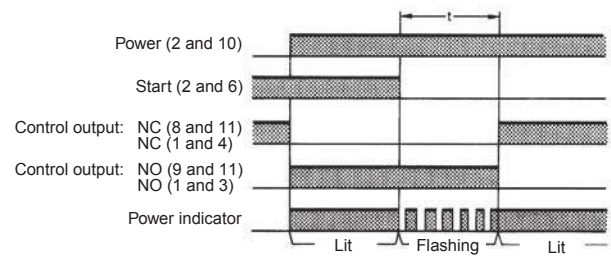 t
Power (2 and 10)
Start (2 and 6)
Control output: NC (8 and 11)
NC (1 and 4)
Control output: NO (9 and 11)
NO (1 and 3)
Power indicator
Lit Flashing Lit